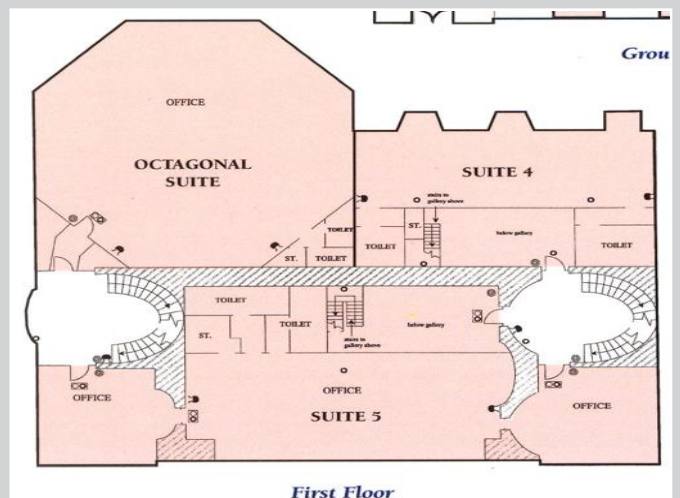 Grou
OFFICE
OCTAGONAL
SUITE
SUITE 4
stairs to
gallery above
TOILET
ST.
below gallery
TOILET
TOILET
ST.
TOILET
TOILET
ST.
TOILET
below gallery
stairs to
gallery above
OFFICE
OFFICE
SUITE 5
OFFICE
First Floor